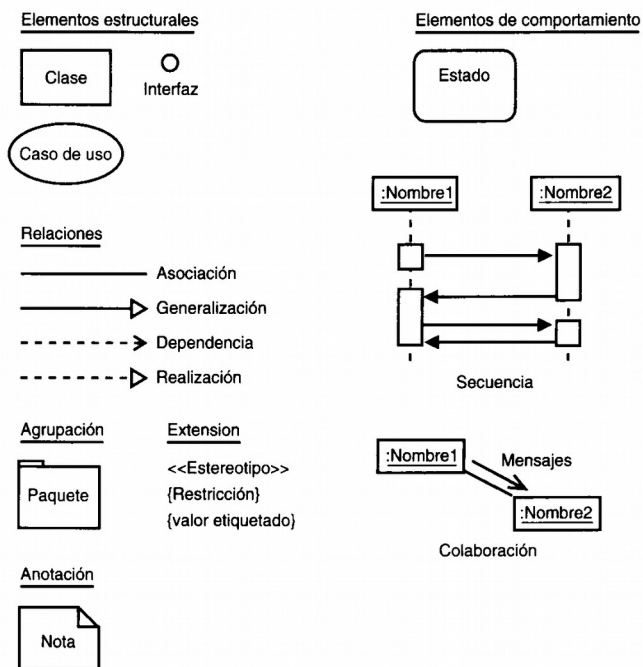 Elementos estructurales
Clase
Interfaz
Caso de uso
Relaciones
Asociación
Generalización
Dependencia
Realización
Agrupación
Paquete
Extension
<<Estereotipo>>
{Restricción}
{valor etiquetado}
Anotación
Nota
Elementos de comportamiento
Estado
:Nombre1
:Nombre2
Secuencia
:Nombre1
Mensajes
:Nombre2
Colaboración